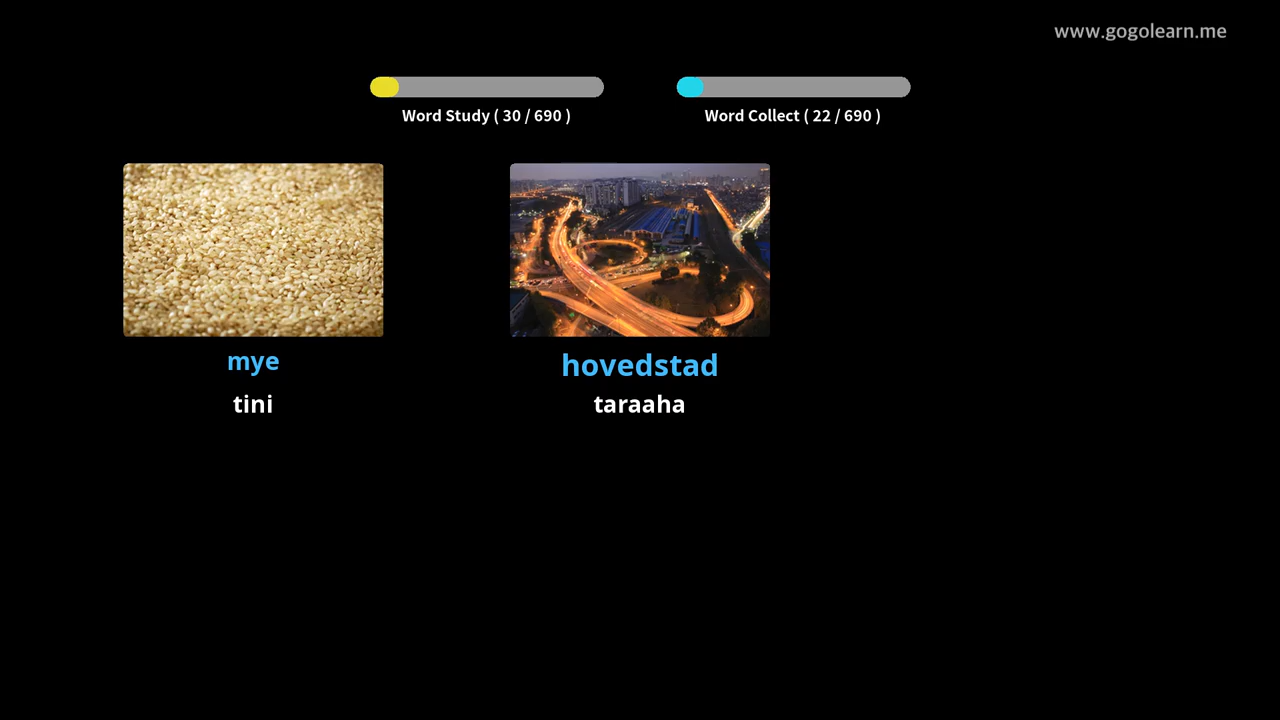 www.gogolearn.me
Word Study ( 30 / 690 )
Word Collect ( 22 / 690 )
mye
tini
hovedstad
taraaha